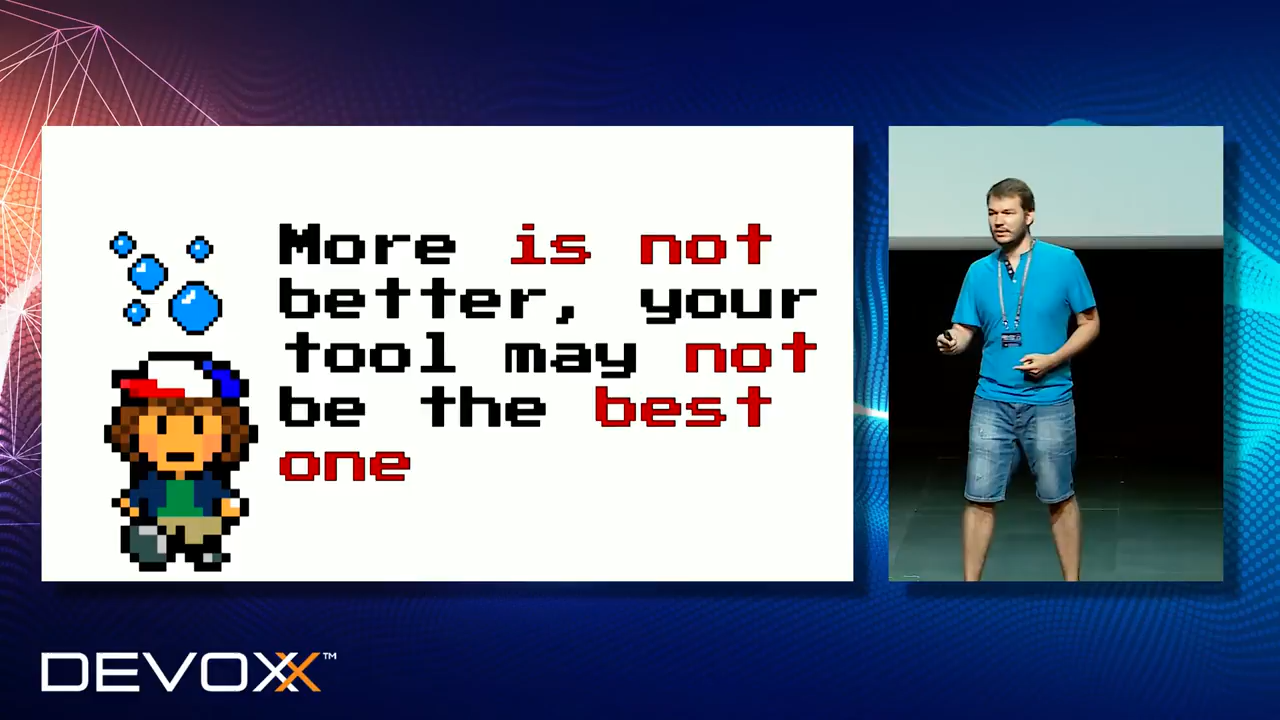 More is not
better, your
tool may not
be the best
one
DEVOXX™